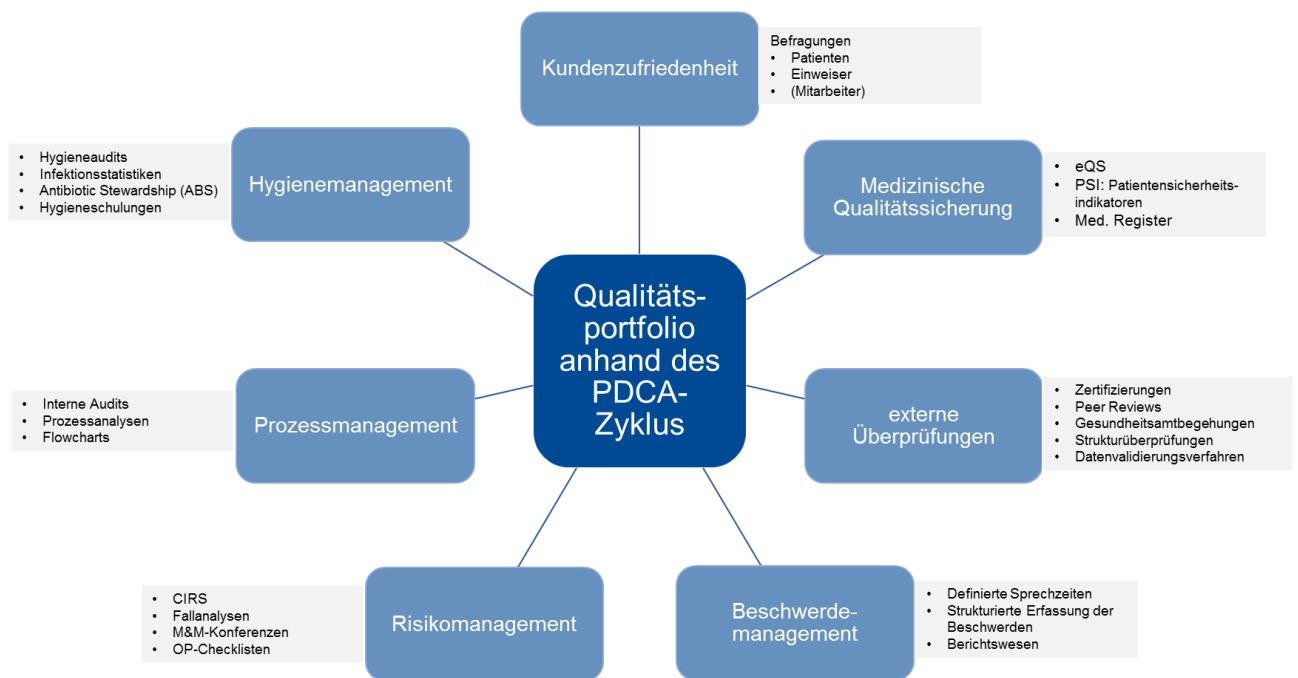 Kundenzufriedenheit
Befragungen
• Patienten
• Einweiser
• (Mitarbeiter)
Medizinische
Qualitätssicherung
• eQS
• PSI: Patientensicherheits-
indikatoren
• Med. Register
externe
Überprüfungen
• Zertifizierungen
• Peer Reviews
• Gesundheitsamtbegehungen
• Strukturüberprüfungen
• Datenvalidierungsverfahren
Beschwerde-
management
• Definierte Sprechzeiten
• Strukturierte Erfassung der
Beschwerden
• Berichtswesen
Risikomanagement
• CIRS
• Fallanalysen
• M&M-Konferenzen
• OP-Checklisten
Prozessmanagement
• Interne Audits
• Prozessanalysen
• Flowcharts
Hygienemanagement
• Hygieneaudits
• Infektionsstatistiken
• Antibiotic Stewardship (ABS)
• Hygieneschulungen
Qualitäts-
portfolio
anhand des
PDCA-
Zyklus